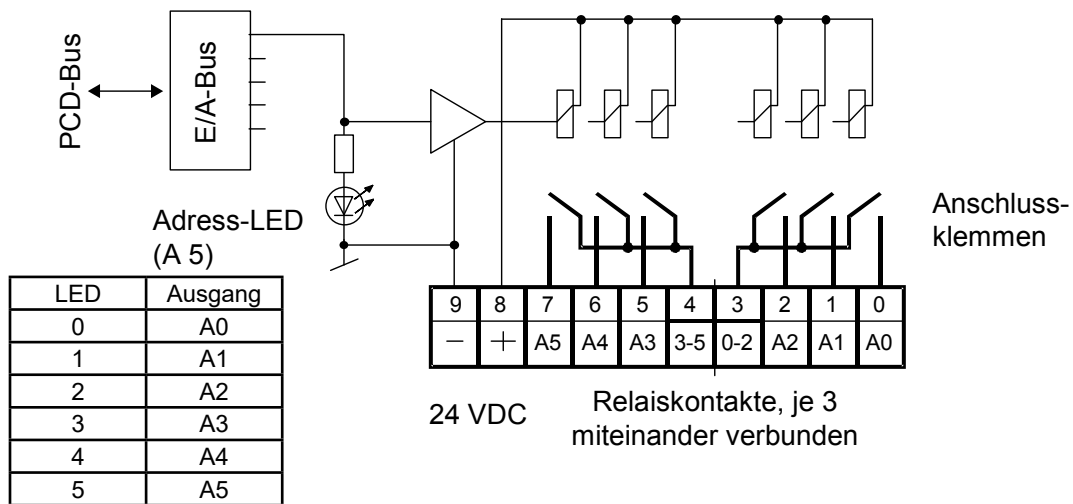 PCD-Bus
E/A-Bus
Adress-LED
(A 5)
Anschluss-
klemmen
LED Ausgang
0 A0
1 A1
2 A2
3 A3
4 A4
5 A5
9 8 7 6 5 4 3 2 1 0
− + A5 A4 A3 3-5 0-2 A2 A1 A0
24 VDC
Relaiskontakte, je 3
miteinander verbunden